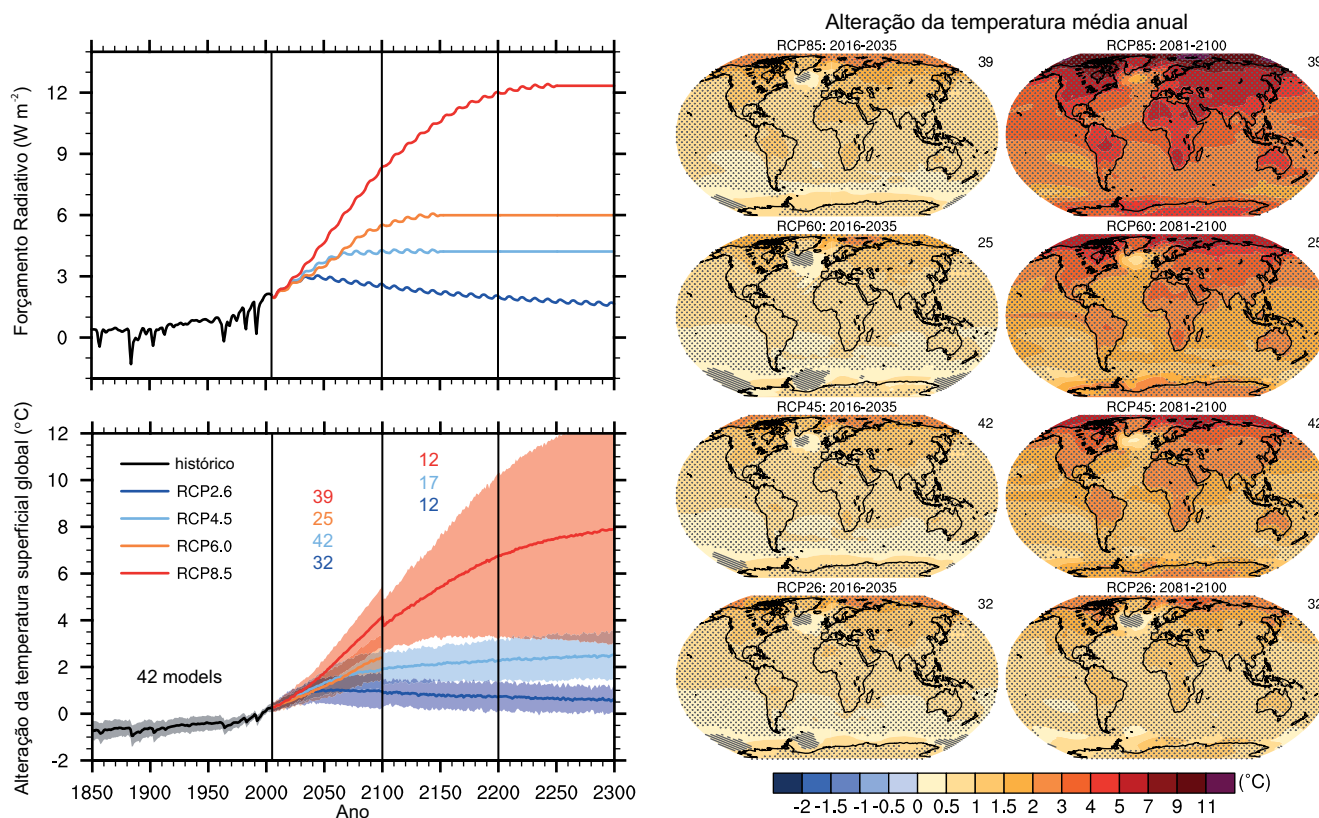 Forçamento Radiativo (W m-2)
12
9
6
3
0
Alteração da temperatura superficial global (°C)
12
10
8
6
4
2
0
-2
histórico
RCP2.6
RCP4.5
RCP6.0
RCP8.5
39
25
42
32
12
17
12
42 models
1850
1900
1950
2000
2050
2100
2150
2200
2250
2300
Ano
Alteração da temperatura média anual
RCP85: 2016-2035
39
RCP85: 2081-2100
39
RCP60: 2016-2035
25
RCP60: 2081-2100
25
RCP45: 2016-2035
42
RCP45: 2081-2100
42
RCP26: 2016-2035
32
RCP26: 2081-2100
32
(°C)
-2 -1.5 -1 -0.5 0 0.5 1 1.5 2 3 4 5 7 9 11